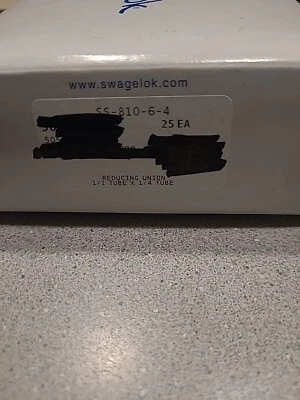 www.swagelok.com
SS-810-6-4
25 EA
REDUCING UNION
1/2 TUBE X 1/4 TUBE